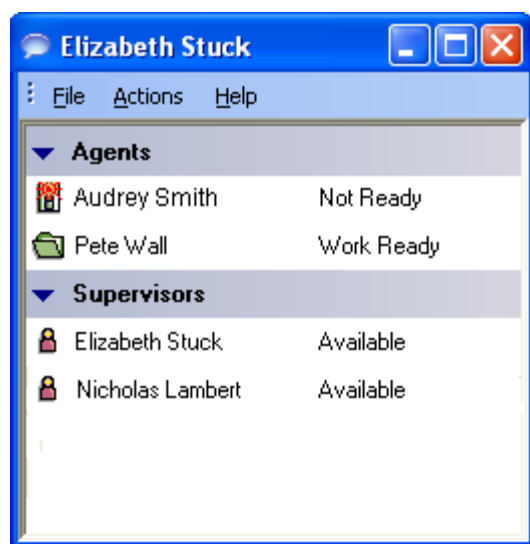 Elizabeth Stuck
File Actions Help
Agents
Audrey Smith Not Ready
Pete Wall Work Ready
Supervisors
Elizabeth Stuck Available
Nicholas Lambert Available